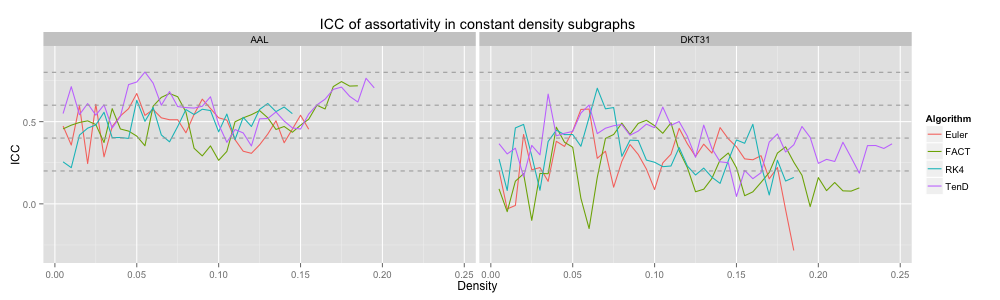 ICC of assortativity in constant density subgraphs
AAL
DKT31
ICC
0.5
0.0
0.00
0.05
0.10
0.15
0.20
0.25
0.00
0.05
0.10
0.15
0.20
0.25
Density
Algorithm
Euler
FACT
RK4
TenD